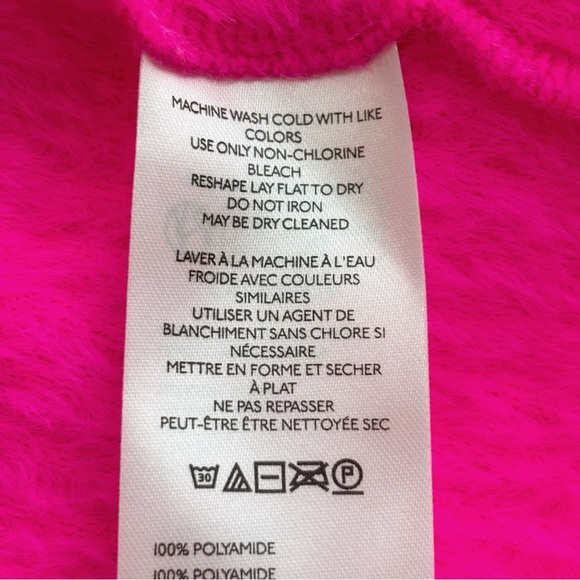 MACHINE WASH COLD WITH LIKE
COLORS
USE ONLY NON-CHLORINE
BLEACH
RESHAPE LAY FLAT TO DRY
DO NOT IRON
MAY BE DRY CLEANED
LAVER À LA MACHINE À L'EAU
FROIDE AVEC COULEURS
SIMILAIRES
UTILISER UN AGENT DE
BLANCHIMENT SANS CHLORE SI
NÉCESSAIRE
METTRE EN FORME ET SECHER
À PLAT
NE PAS REPASSER
PEUT-ÊTRE ÊTRE NETTOYÉE SEC
30 P
100% POLYAMIDE
100% POLYAMIDE